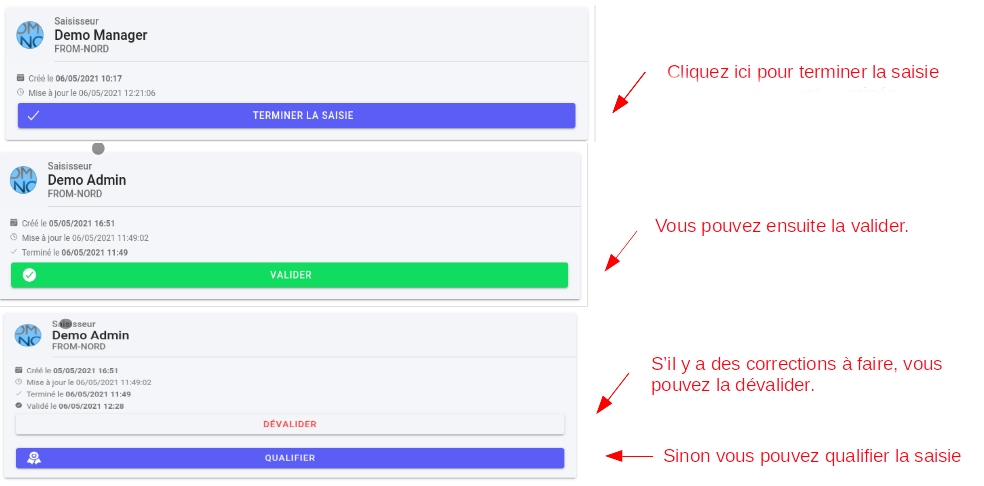 Saisisseur
Demo Manager
FROM-NORD
Créé le 06/05/2021 10:17
Mise à jour le 06/05/2021 12:21:06
TERMINER LA SAISIE
Cliquez ici pour terminer la saisie
Saisisseur
Demo Admin
FROM-NORD
Créé le 05/05/2021 16:51
Mise à jour le 06/05/2021 11:49:02
Terminé le 06/05/2021 11:49
VALIDER
Vous pouvez ensuite la valider.
Saisisseur
Demo Admin
FROM-NORD
Créé le 05/05/2021 16:51
Mise à jour le 06/05/2021 11:49:02
Terminé le 06/05/2021 11:49
Validé le 06/05/2021 12:28
DÉVALIDER
QUALIFIER
S'il y a des corrections à faire, vous
pouvez la dévalider.
Sinon vous pouvez qualifier la saisie